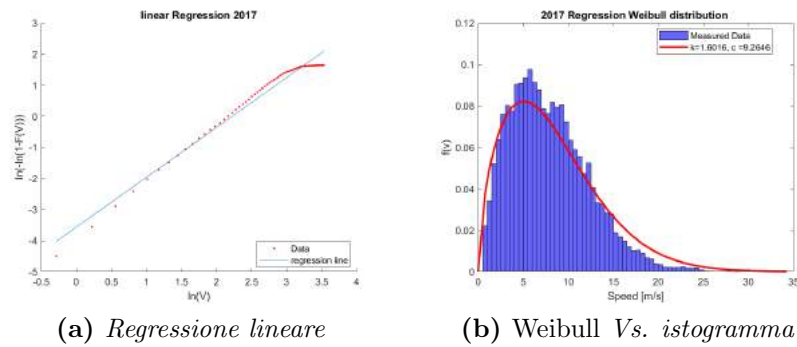 linear Regression 2017
3
2
1
0
-1
-2
-3
-4
-5
-0.5 0 0.5 1 1.5 2 2.5 3 3.5 4
ln(-ln(1-F(V)))
ln(V)
Data
regression line
(a) Regressione lineare
2017 Regression Weibull distribution
0.12
0.1
0.08
0.06
0.04
0.02
0
0 5 10 15 20 25 30 35
f(v)
Speed [m/s]
Measured Data
k=1.6016, c =9.2646
(b) Weibull Vs. istogramma